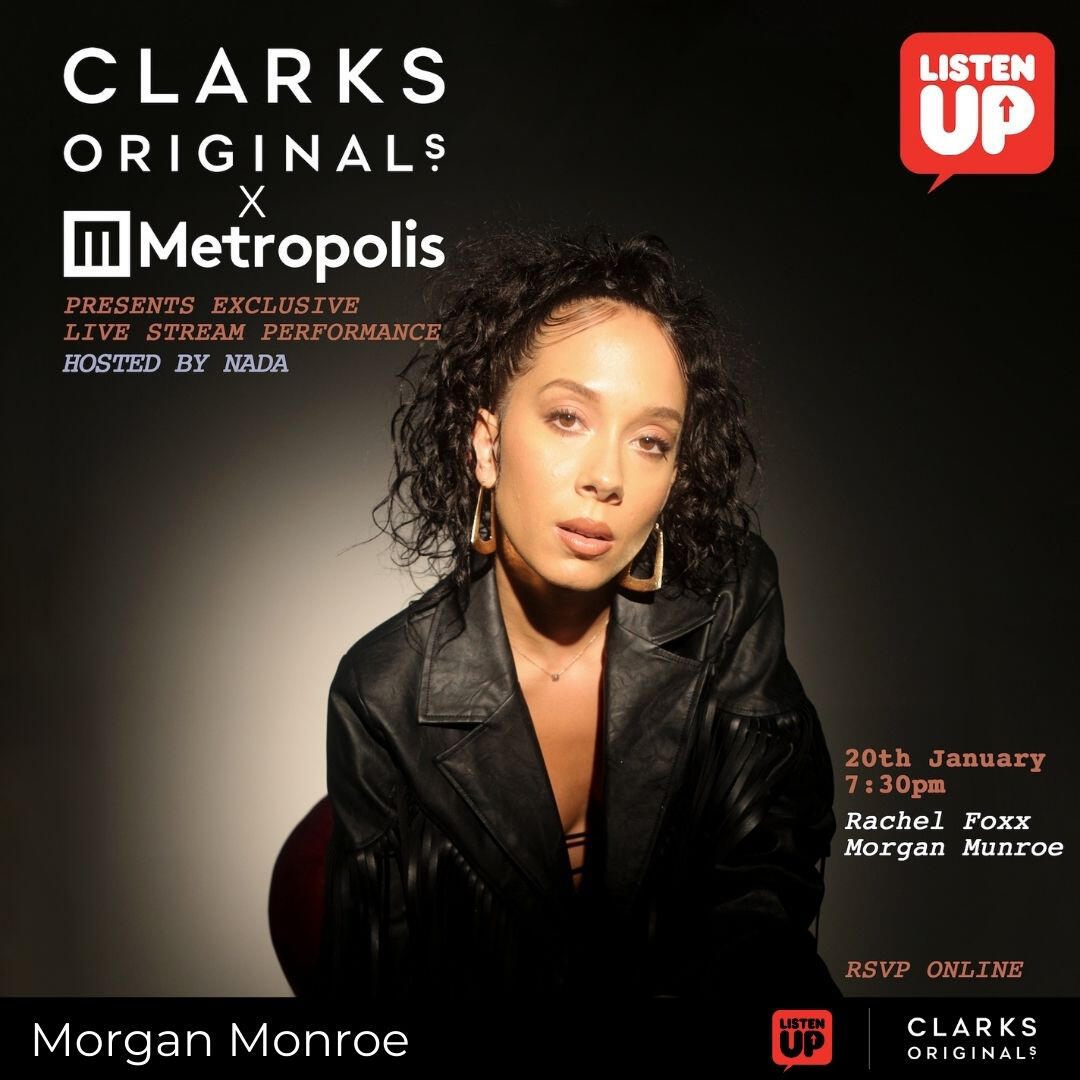 CLARKS
ORIGINALS
X
m Metropolis
PRESENTS EXCLUSIVE
LIVE STREAM PERFORMANCE
HOSTED BY NADA
LISTEN
UP
20th January
7:30pm
Rachel Foxx
Morgan Munroe
RSVP ONLINE
Morgan Monroe
LISTEN
UP
CLARKS
ORIGINALS